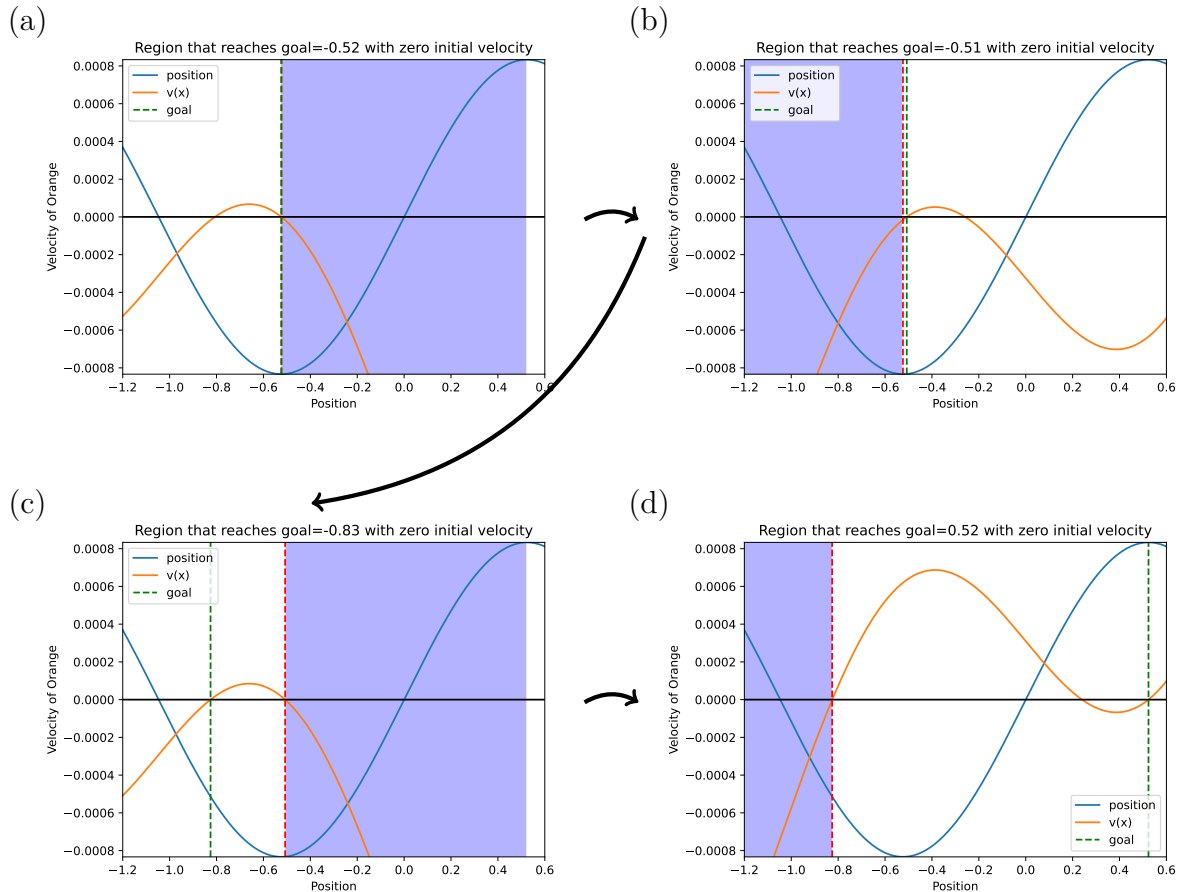 (a)
Region that reaches goal=-0.52 with zero initial velocity
0.0008
0.0006
0.0004
0.0002
0.0000
−0.0002
−0.0004
−0.0006
−0.0008
Velocity of Orange
position
v(x)
goal
−1.2 −1.0 −0.8 −0.6 −0.4 −0.2 0.0 0.2 0.4 0.6
Position
(b)
Region that reaches goal=-0.51 with zero initial velocity
0.0008
0.0006
0.0004
0.0002
0.0000
−0.0002
−0.0004
−0.0006
−0.0008
Velocity of Orange
position
v(x)
goal
−1.2 −1.0 −0.8 −0.6 −0.4 −0.2 0.0 0.2 0.4 0.6
Position
(c)
Region that reaches goal=-0.83 with zero initial velocity
0.0008
0.0006
0.0004
0.0002
0.0000
−0.0002
−0.0004
−0.0006
−0.0008
Velocity of Orange
position
v(x)
goal
−1.2 −1.0 −0.8 −0.6 −0.4 −0.2 0.0 0.2 0.4 0.6
Position
(d)
Region that reaches goal=0.52 with zero initial velocity
0.0008
0.0006
0.0004
0.0002
0.0000
−0.0002
−0.0004
−0.0006
−0.0008
Velocity of Orange
position
v(x)
goal
−1.2 −1.0 −0.8 −0.6 −0.4 −0.2 0.0 0.2 0.4 0.6
Position